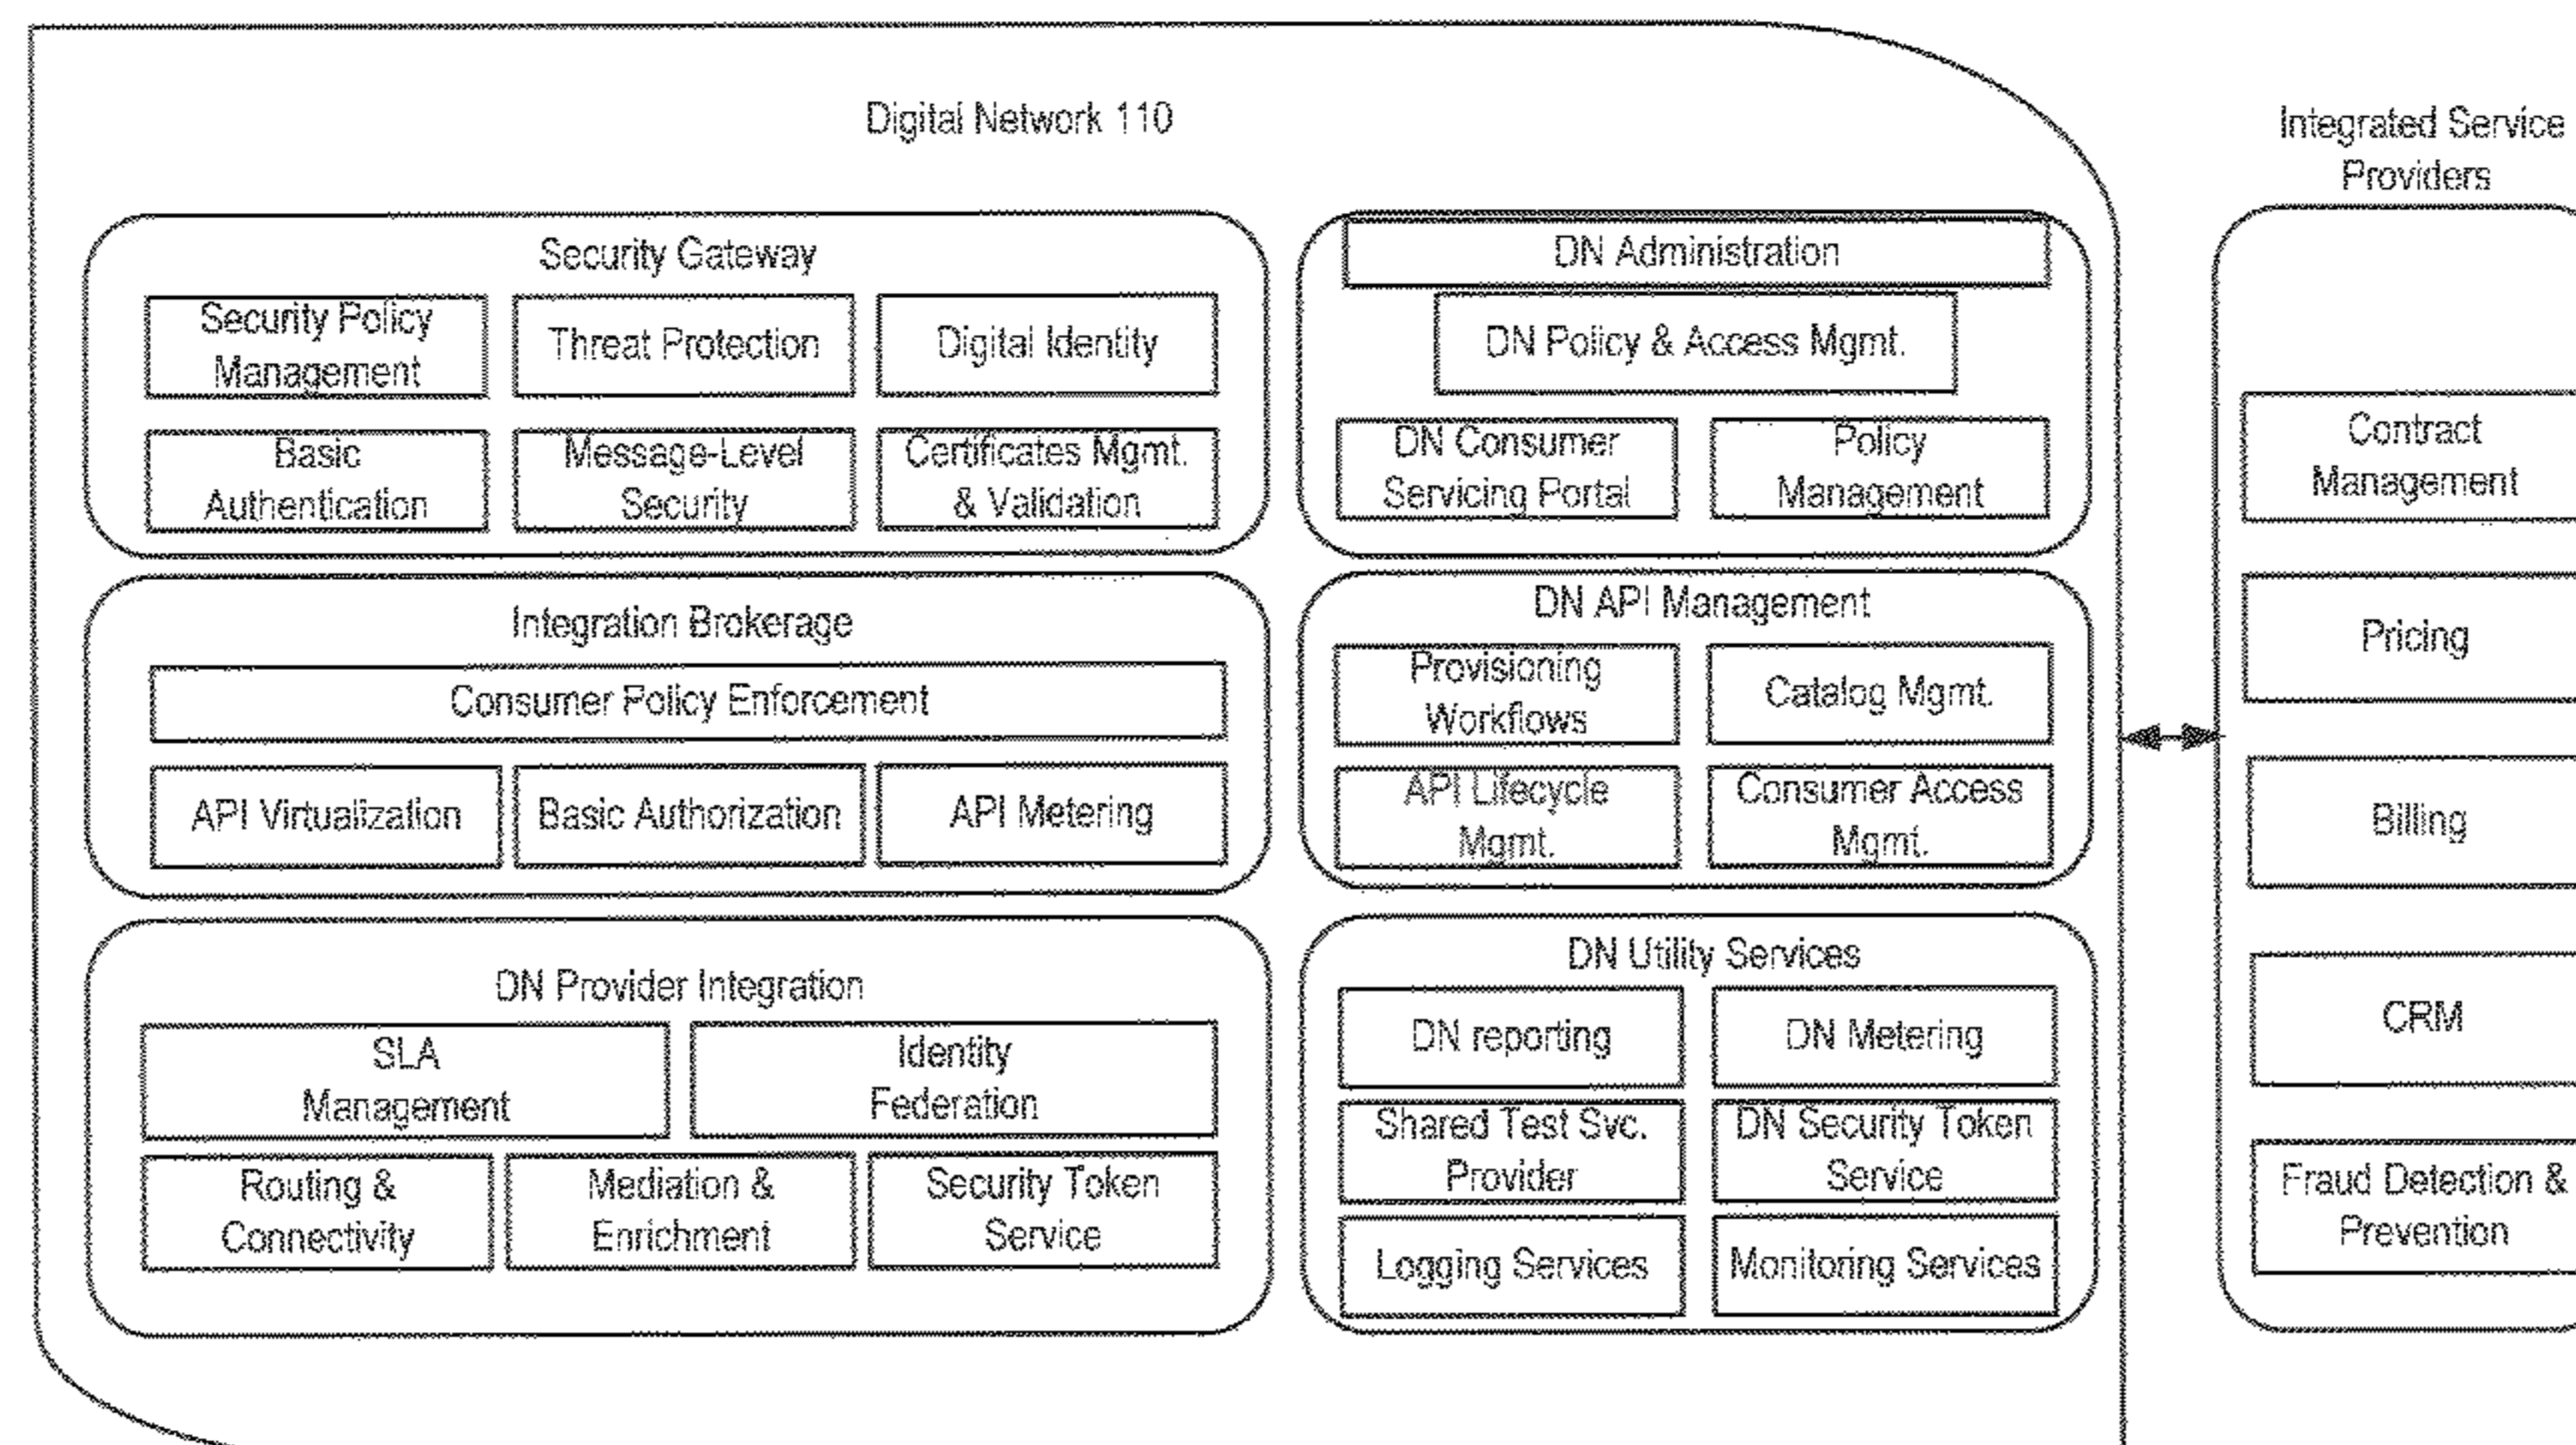 Digital Network 110
Security Gateway
Security Policy
Management
Threat Protection
Digital Identity
Basic
Authentication
Message-Level
Security
Certificates Mgmt.
& Validation
Integration Brokerage
Consumer Policy Enforcement
API Virtualization
Basic Authorization
API Metering
DN Provider Integration
SLA
Management
Identity
Federation
Routing &
Connectivity
Mediation &
Enrichment
Security Token
Service
DN Administration
DN Policy & Access Mgmt.
DN Consumer
Servicing Portal
Policy
Management
DN API Management
Provisioning
Workflows
Catalog Mgmt.
API Lifecycle
Mgmt.
Consumer Access
Mgmt.
DN Utility Services
DN reporting
DN Metering
Shared Test Svc.
Provider
DN Security Token
Service
Logging Services
Monitoring Services
Integrated Service
Providers
Contract
Management
Pricing
Billing
CRM
Fraud Detection &
Prevention